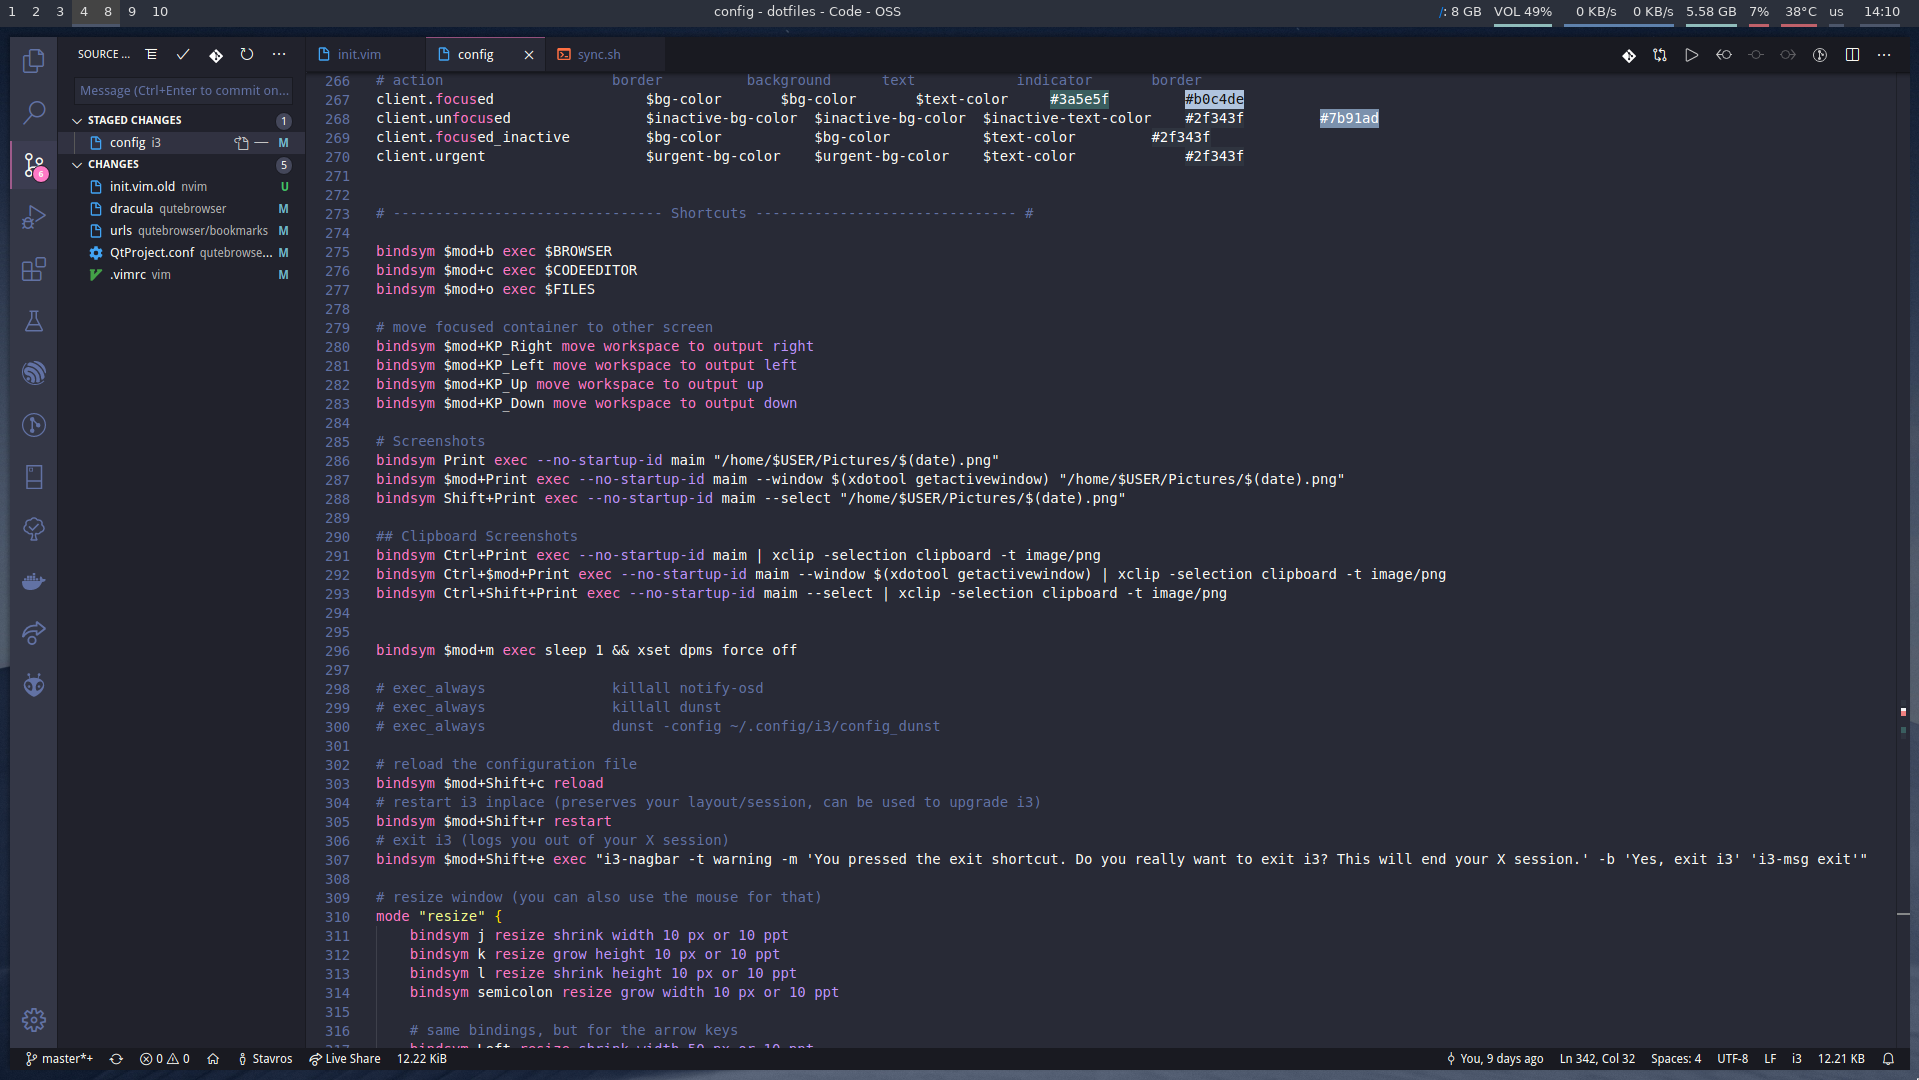 1 2 3 4 8 9 10 config - dotfiles - Code - OSS /: 8 GB VOL 49% 0 KB/s 0 KB/s 5.58 GB 7% 38°C us 14:10
SOURCE ... init.vim config sync.sh
Message (Ctrl+Enter to commit on...
STAGED CHANGES 1
config i3 M
CHANGES 5
init.vim.old nvim U
dracula qutebrowser M
urls qutebrowser/bookmarks M
QtProject.conf qutebrowse... M
.vimrc vim M
6
266 # action border background text indicator border
267 client.focused $bg-color $bg-color $text-color #3a5e5f #b0c4de
268 client.unfocused $inactive-bg-color $inactive-bg-color $inactive-text-color #2f343f #7b91ad
269 client.focused_inactive $bg-color $bg-color $text-color #2f343f
270 client.urgent $urgent-bg-color $urgent-bg-color $text-color #2f343f
271
272
273 # -------------------------------- Shortcuts ------------------------------- #
274
275 bindsym $mod+b exec $BROWSER
276 bindsym $mod+c exec $CODEEDITOR
277 bindsym $mod+o exec $FILES
278
279 # move focused container to other screen
280 bindsym $mod+KP_Right move workspace to output right
281 bindsym $mod+KP_Left move workspace to output left
282 bindsym $mod+KP_Up move workspace to output up
283 bindsym $mod+KP_Down move workspace to output down
284
285 # Screenshots
286 bindsym Print exec --no-startup-id maim "/home/$USER/Pictures/$(date).png"
287 bindsym $mod+Print exec --no-startup-id maim --window $(xdotool getactivewindow) "/home/$USER/Pictures/$(date).png"
288 bindsym Shift+Print exec --no-startup-id maim --select "/home/$USER/Pictures/$(date).png"
289
290 ## Clipboard Screenshots
291 bindsym Ctrl+Print exec --no-startup-id maim | xclip -selection clipboard -t image/png
292 bindsym Ctrl+$mod+Print exec --no-startup-id maim --window $(xdotool getactivewindow) | xclip -selection clipboard -t image/png
293 bindsym Ctrl+Shift+Print exec --no-startup-id maim --select | xclip -selection clipboard -t image/png
294
295
296 bindsym $mod+m exec sleep 1 && xset dpms force off
297
298 # exec_always killall notify-osd
299 # exec_always killall dunst
300 # exec_always dunst -config ~/.config/i3/config_dunst
301
302 # reload the configuration file
303 bindsym $mod+Shift+c reload
304 # restart i3 inplace (preserves your layout/session, can be used to upgrade i3)
305 bindsym $mod+Shift+r restart
306 # exit i3 (logs you out of your X session)
307 bindsym $mod+Shift+e exec "i3-nagbar -t warning -m 'You pressed the exit shortcut. Do you really want to exit i3? This will end your X session.' -b 'Yes, exit i3' 'i3-msg exit'"
308
309 # resize window (you can also use the mouse for that)
310 mode "resize" {
311 bindsym j resize shrink width 10 px or 10 ppt
312 bindsym k resize grow height 10 px or 10 ppt
313 bindsym l resize shrink height 10 px or 10 ppt
314 bindsym semicolon resize grow width 10 px or 10 ppt
315
316 # same bindings, but for the arrow keys
317 bindsym Left resize shrink width 50 px or 10 ppt
master*+ 0 0 Stavros Live Share 12.22 KiB You, 9 days ago Ln 342, Col 32 Spaces: 4 UTF-8 LF i3 12.21 KB